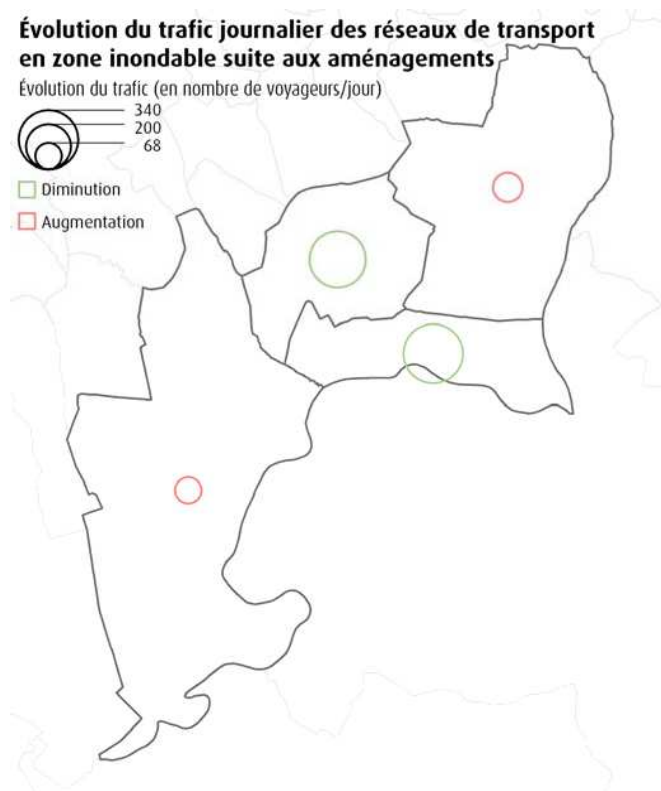 Évolution du trafic journalier des réseaux de transport
en zone inondable suite aux aménagements
Évolution du trafic (en nombre de voyageurs/jour)
340
200
68
Diminution
Augmentation